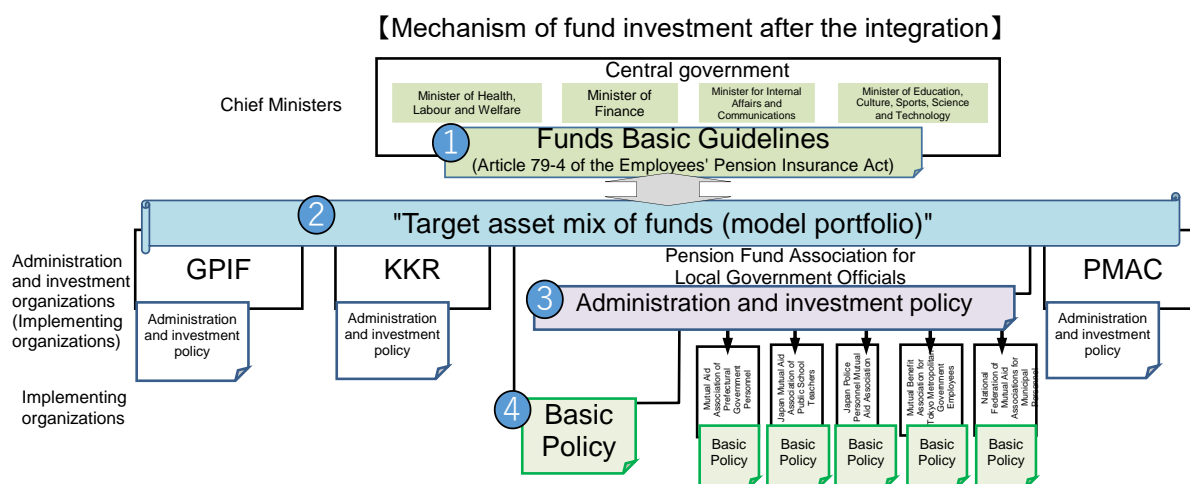 【Mechanism of fund investment after the integration】
Central government
Chief Ministers
Minister of Health,
Labour and Welfare
Minister of
Finance
Minister for Internal
Affairs and
Communications
Minister of Education,
Culture, Sports, Science
and Technology
1
Funds Basic Guidelines
(Article 79-4 of the Employees' Pension Insurance Act)
2
"Target asset mix of funds (model portfolio)"
Administration
and investment
organizations
(Implementing
organizations)
GPIF
Administration
and investment
policy
KKR
Administration
and investment
policy
Pension Fund Association for
Local Government Officials
3
Administration and investment policy
PMAC
Administration
and investment
policy
Implementing
organizations
4
Basic
Policy
Mutual Aid
Association of
Prefectural
Government
Personnel
Basic
Policy
Japan Mutual Aid
Association of
Public School
Teachers
Basic
Policy
Japan Police
Personnel Mutual
Aid Association
Basic
Policy
Mutual Benefit
Association for
Tokyo Metropolitan
Government
Employees
Basic
Policy
National
Federation of
Mutual Aid
Associations for
Municipal
Personnel
Basic
Policy